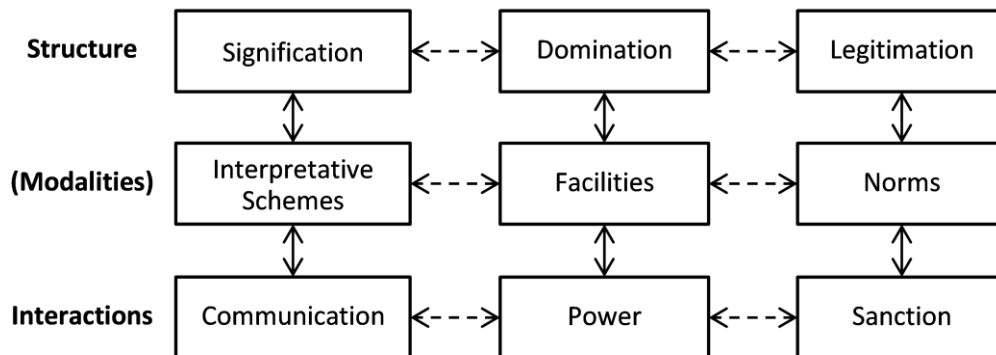 Structure
Signification
Domination
Legitimation
(Modalities)
Interpretative
Schemes
Facilities
Norms
Interactions
Communication
Power
Sanction